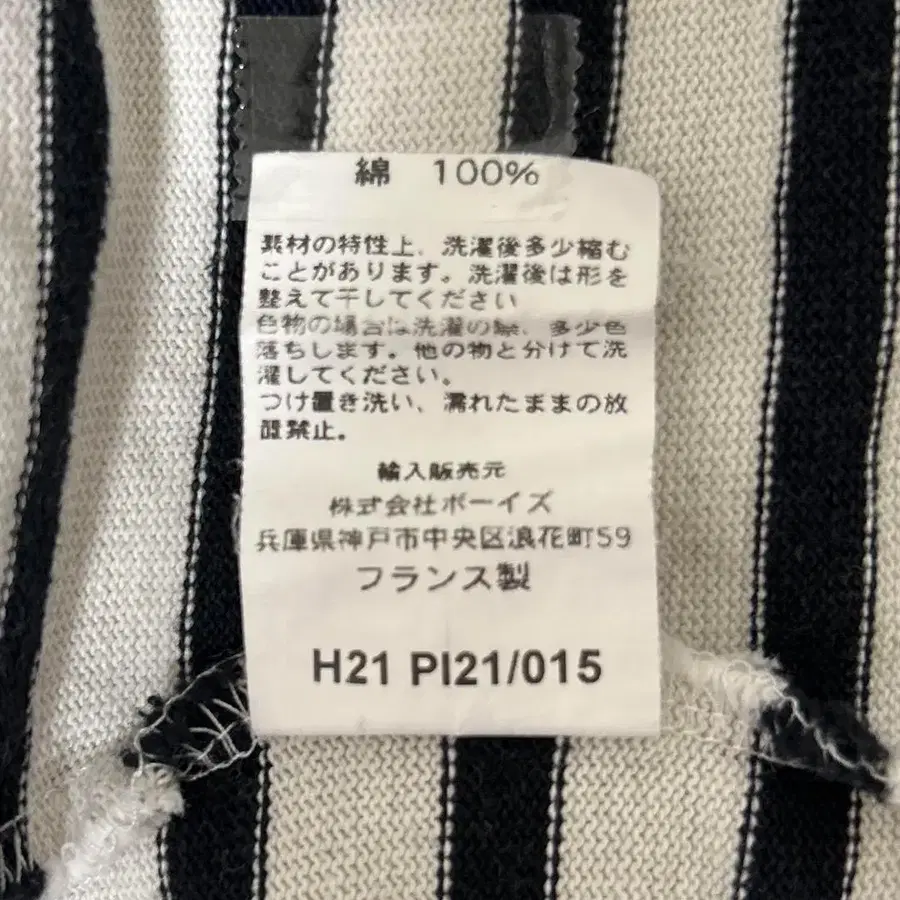 綿 100%
素材の特性上、洗濯後多少縮む
ことがあります。洗濯後は形を
整えて干してください
色物の場合は洗濯の際、多少色
落ちします。他の物と分けて洗
濯してください。
つけ置き洗い、濡れたままの放
置禁止。
輸入販売元
株式会社ボーイズ
兵庫県神戸市中央区浪花町59
フランス製
H21 PI21/015